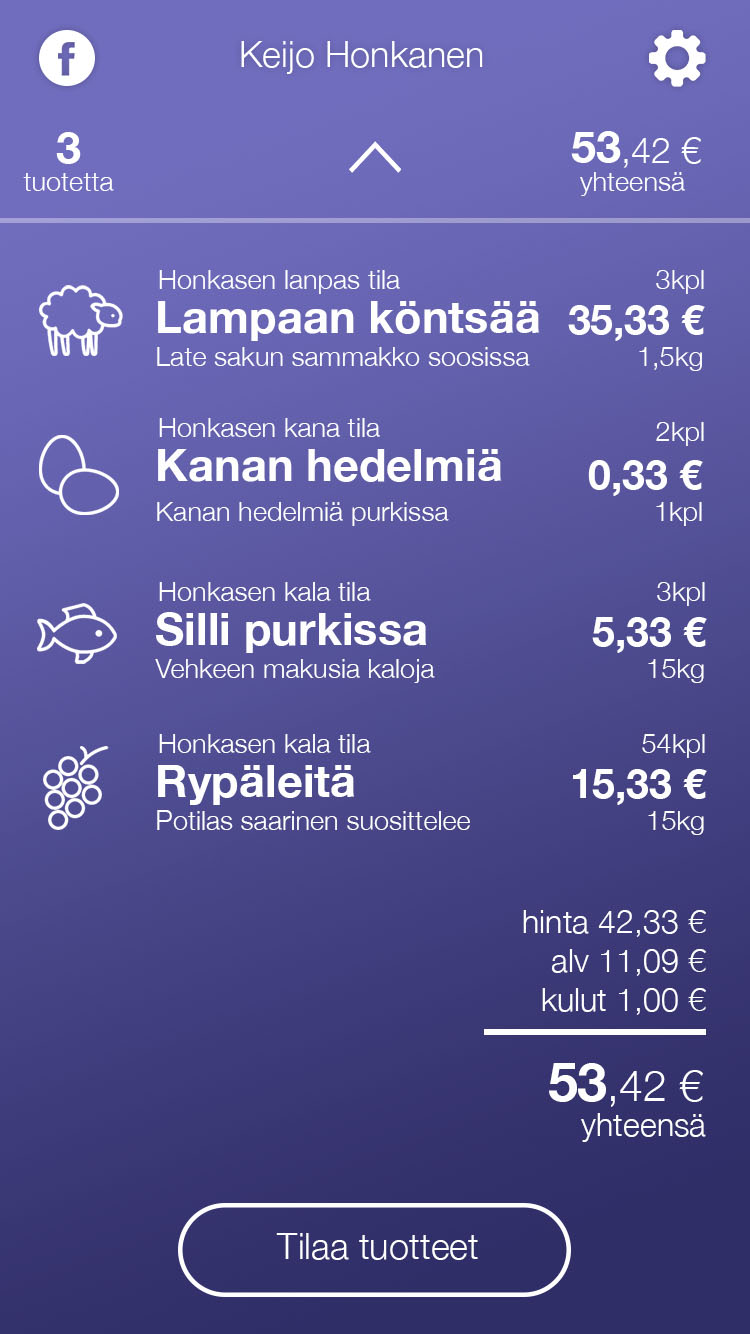 f
Keijo Honkanen
3
tuotetta
53,42 €
yhteensä
Honkasen lanpas tila 3kpl
Lampaan köntsää 35,33 €
Late sakun sammakko soosissa 1,5kg
Honkasen kana tila 2kpl
Kanan hedelmiä 0,33 €
Kanan hedelmiä purkissa 1kpl
Honkasen kala tila 3kpl
Silli purkissa 5,33 €
Vehkeen makusia kaloja 15kg
Honkasen kala tila 54kpl
Rypäleitä 15,33 €
Potilas saarinen suosittelee 15kg
hinta 42,33 €
alv 11,09 €
kulut 1,00 €
53,42 €
yhteensä
Tilaa tuotteet